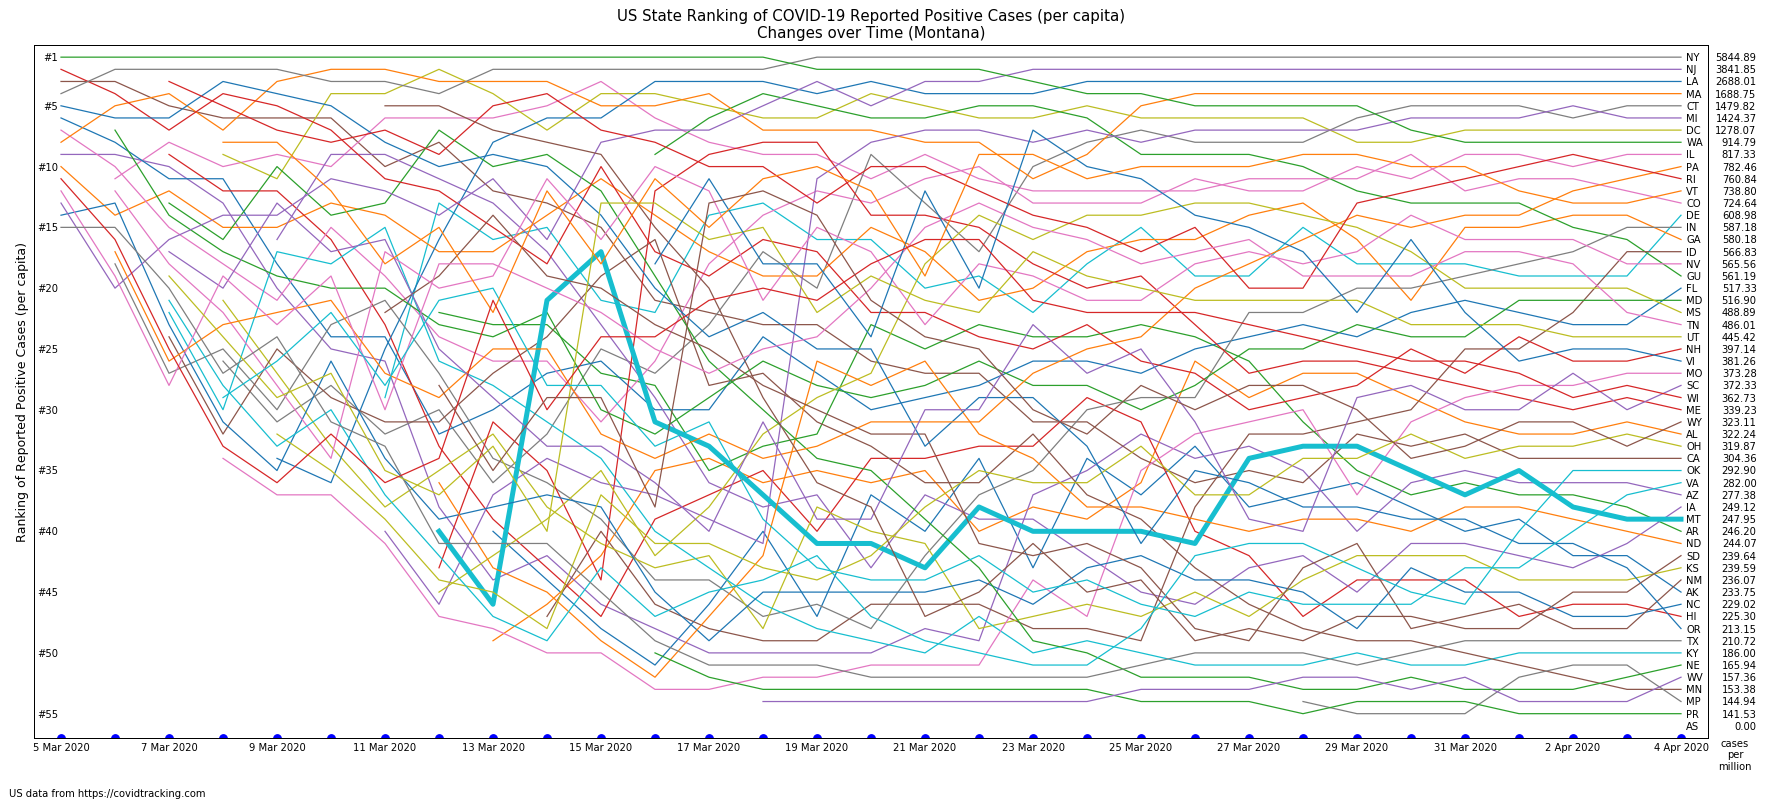 US State Ranking of COVID-19 Reported Positive Cases (per capita)
Changes over Time (Montana)
Ranking of Reported Positive Cases (per capita)
#1
#5
#10
#15
#20
#25
#30
#35
#40
#45
#50
#55
NY 5844.89
NJ 3841.85
LA 2688.01
MA 1688.75
CT 1479.82
MI 1424.37
DC 1278.07
WA 914.79
IL 817.33
PA 782.46
RI 760.84
VT 738.80
CO 724.64
DE 608.98
IN 587.18
GA 580.18
ID 566.83
NV 565.56
GU 561.19
FL 517.33
MD 516.90
MS 488.89
TN 486.01
UT 445.42
NH 397.14
VI 381.26
MO 373.28
SC 372.33
WI 362.73
ME 339.23
WY 323.11
AL 322.24
OH 319.87
CA 304.36
OK 292.90
VA 282.00
AZ 277.38
IA 249.12
MT 247.95
AR 246.20
ND 244.07
SD 239.64
KS 239.59
NM 236.07
AK 233.75
NC 229.02
HI 225.30
OR 213.15
TX 210.72
KY 186.00
NE 165.94
WV 157.36
MN 153.38
MP 144.94
PR 141.53
AS 0.00
5 Mar 2020 7 Mar 2020 9 Mar 2020 11 Mar 2020 13 Mar 2020 15 Mar 2020 17 Mar 2020 19 Mar 2020 21 Mar 2020 23 Mar 2020 25 Mar 2020 27 Mar 2020 29 Mar 2020 31 Mar 2020 2 Apr 2020 4 Apr 2020
cases
per
million
US data from https://covidtracking.com